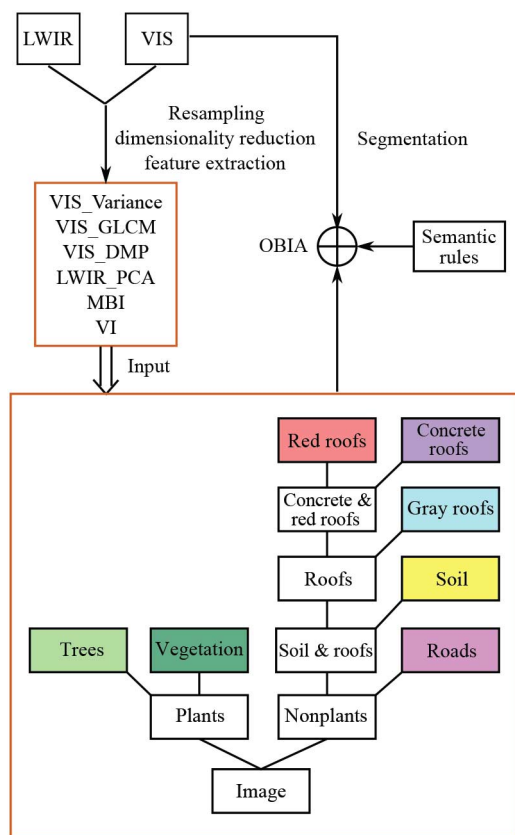 LWIR
VIS
Resampling
dimensionality reduction
feature extraction
Segmentation
VIS_Variance
VIS_GLCM
VIS_DMP
LWIR_PCA
MBI
VI
OBIA
Semantic
rules
Input
Red roofs
Concrete
roofs
Concrete &
red roofs
Gray roofs
Roofs
Soil
Trees
Vegetation
Soil & roofs
Roads
Plants
Nonplants
Image